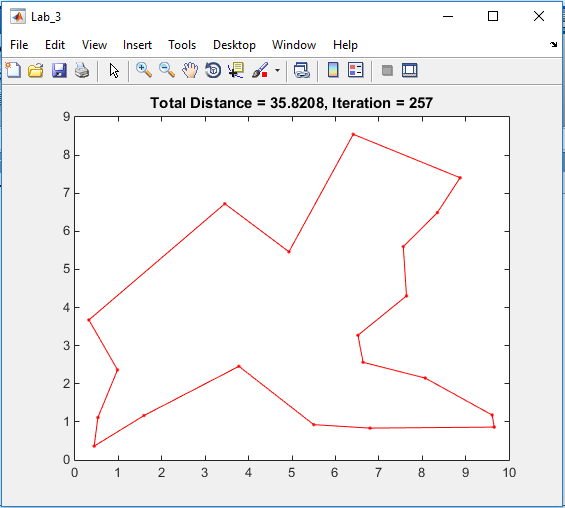 Lab_3
File Edit View Insert Tools Desktop Window Help
Total Distance = 35.8208, Iteration = 257
9
8
7
6
5
4
3
2
1
0
0 1 2 3 4 5 6 7 8 9 10